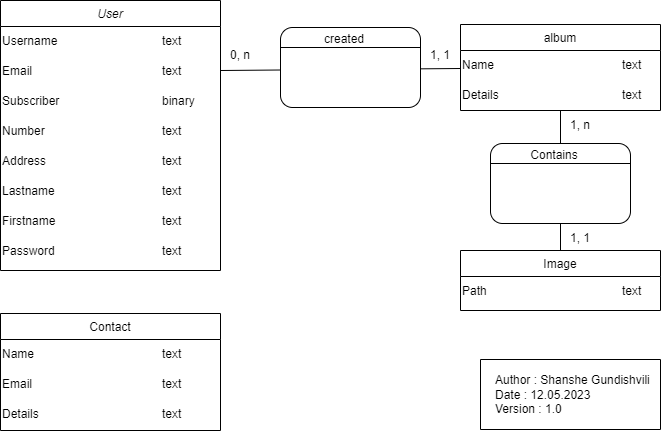 User
Username text
Email text
Subscriber binary
Number text
Address text
Lastname text
Firstname text
Password text
0, n
created
1, 1
album
Name text
Details text
1, n
Contains
1, 1
Image
Path text
Contact
Name text
Email text
Details text
Author : Shanshe Gundishvili
Date : 12.05.2023
Version : 1.0